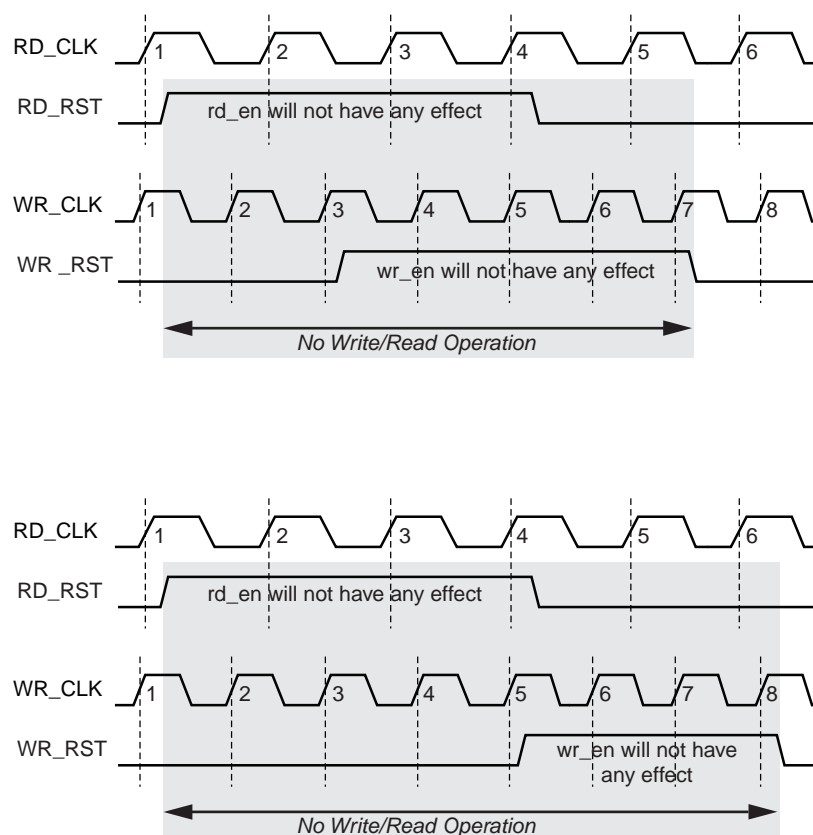 RD_CLK 1 2 3 4 5 6
RD_RST rd_en will not have any effect
WR_CLK 1 2 3 4 5 6 7 8
WR _RST wr_en will not have any effect
No Write/Read Operation
RD_CLK 1 2 3 4 5 6
RD_RST rd_en will not have any effect
WR_CLK 1 2 3 4 5 6 7 8
WR_RST wr_en will not have
any effect
No Write/Read Operation